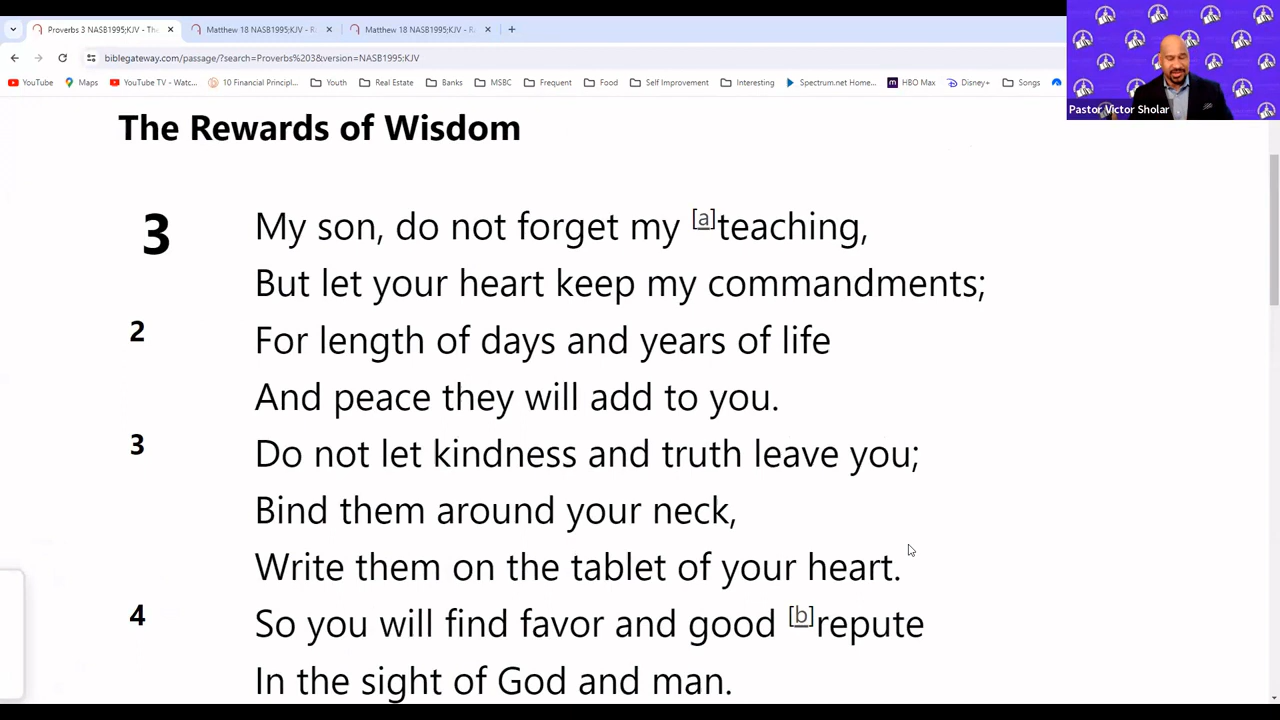 Proverbs 3 NASB1995;KJV - The
Matthew 18 NASB1995;KJV - R
Matthew 18 NASB1995;KJV - R
biblegateway.com/passage/?search=Proverbs%203&version=NASB1995;KJV
YouTube
Maps
YouTube TV - Watc...
10 Financial Principl...
Youth
Real Estate
Banks
MSBC
Frequent
Food
Self Improvement
Interesting
Spectrum.net Home...
HBO Max
Disney+
Songs
Pastor Victor Sholar
The Rewards of Wisdom
3 My son, do not forget my [a]teaching,
But let your heart keep my commandments;
2 For length of days and years of life
And peace they will add to you.
3 Do not let kindness and truth leave you;
Bind them around your neck,
Write them on the tablet of your heart.
4 So you will find favor and good [b]repute
In the sight of God and man.